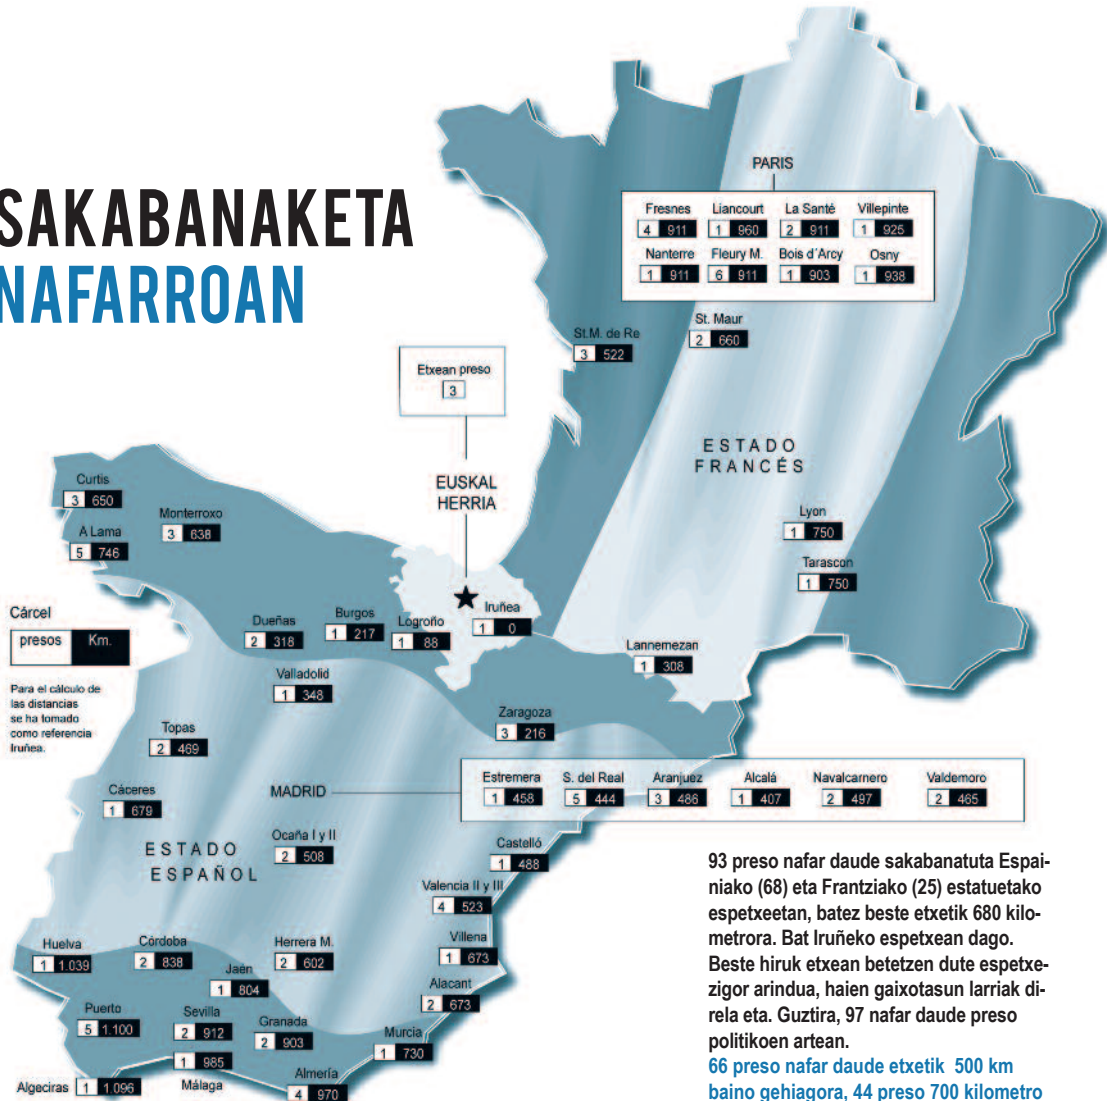 SAKABANAKETA
NAFARROAN
PARIS
Fresnes Liancourt La Santé Villepinte
4 911 1 960 2 911 1 925
Nanterre Fleury M. Bois d´Arcy Osny
1 911 6 911 1 903 1 938
St.M. de Re
3 522
St. Maur
2 660
Etxean preso
3
ESTADO
FRANCÉS
EUSKAL
HERRIA
Curtis
3 650
Monterroxo
3 638
A Lama
5 746
Lyon
1 750
Tarascon
1 750
Cárcel
presos Km.
Para el cálculo de
las distancias
se ha tomado
como referencia
Iruñea.
Dueñas
2 318
Burgos
1 217
Logroño
1 88
Iruñea
1 0
Lannemezan
1 308
Valladolid
1 348
Zaragoza
3 216
Topas
2 469
Cáceres
1 679
MADRID
Estremera S. del Real Aranjuez Alcalá Navalcarnero Valdemoro
1 458 5 444 3 486 1 407 2 497 2 465
Ocaña I y II
2 508
ESTADO
ESPAÑOL
Castelló
1 488
Valencia II y III
4 523
Villena
1 673
Huelva
1 1.039
Córdoba
2 838
Herrera M.
2 602
Jaén
1 804
Alacant
2 673
Puerto
5 1.100
Sevilla
2 912
Granada
2 903
Murcia
1 730
1 985
Málaga
Algeciras 1 1.096
Almería
4 970
93 preso nafar daude sakabanatuta Espai-
niako (68) eta Frantziako (25) estatuetako
espetxeetan, batez beste etxetik 680 kilo-
metrora. Bat Iruñeko espetxean dago.
Beste hiruk etxean betetzen dute espetxe-
zigor arindua, haien gaixotasun larriak di-
rela eta. Guztira, 97 nafar daude preso
politikoen artean.
66 preso nafar daude etxetik 500 km
baino gehiagora, 44 preso 700 kilometro